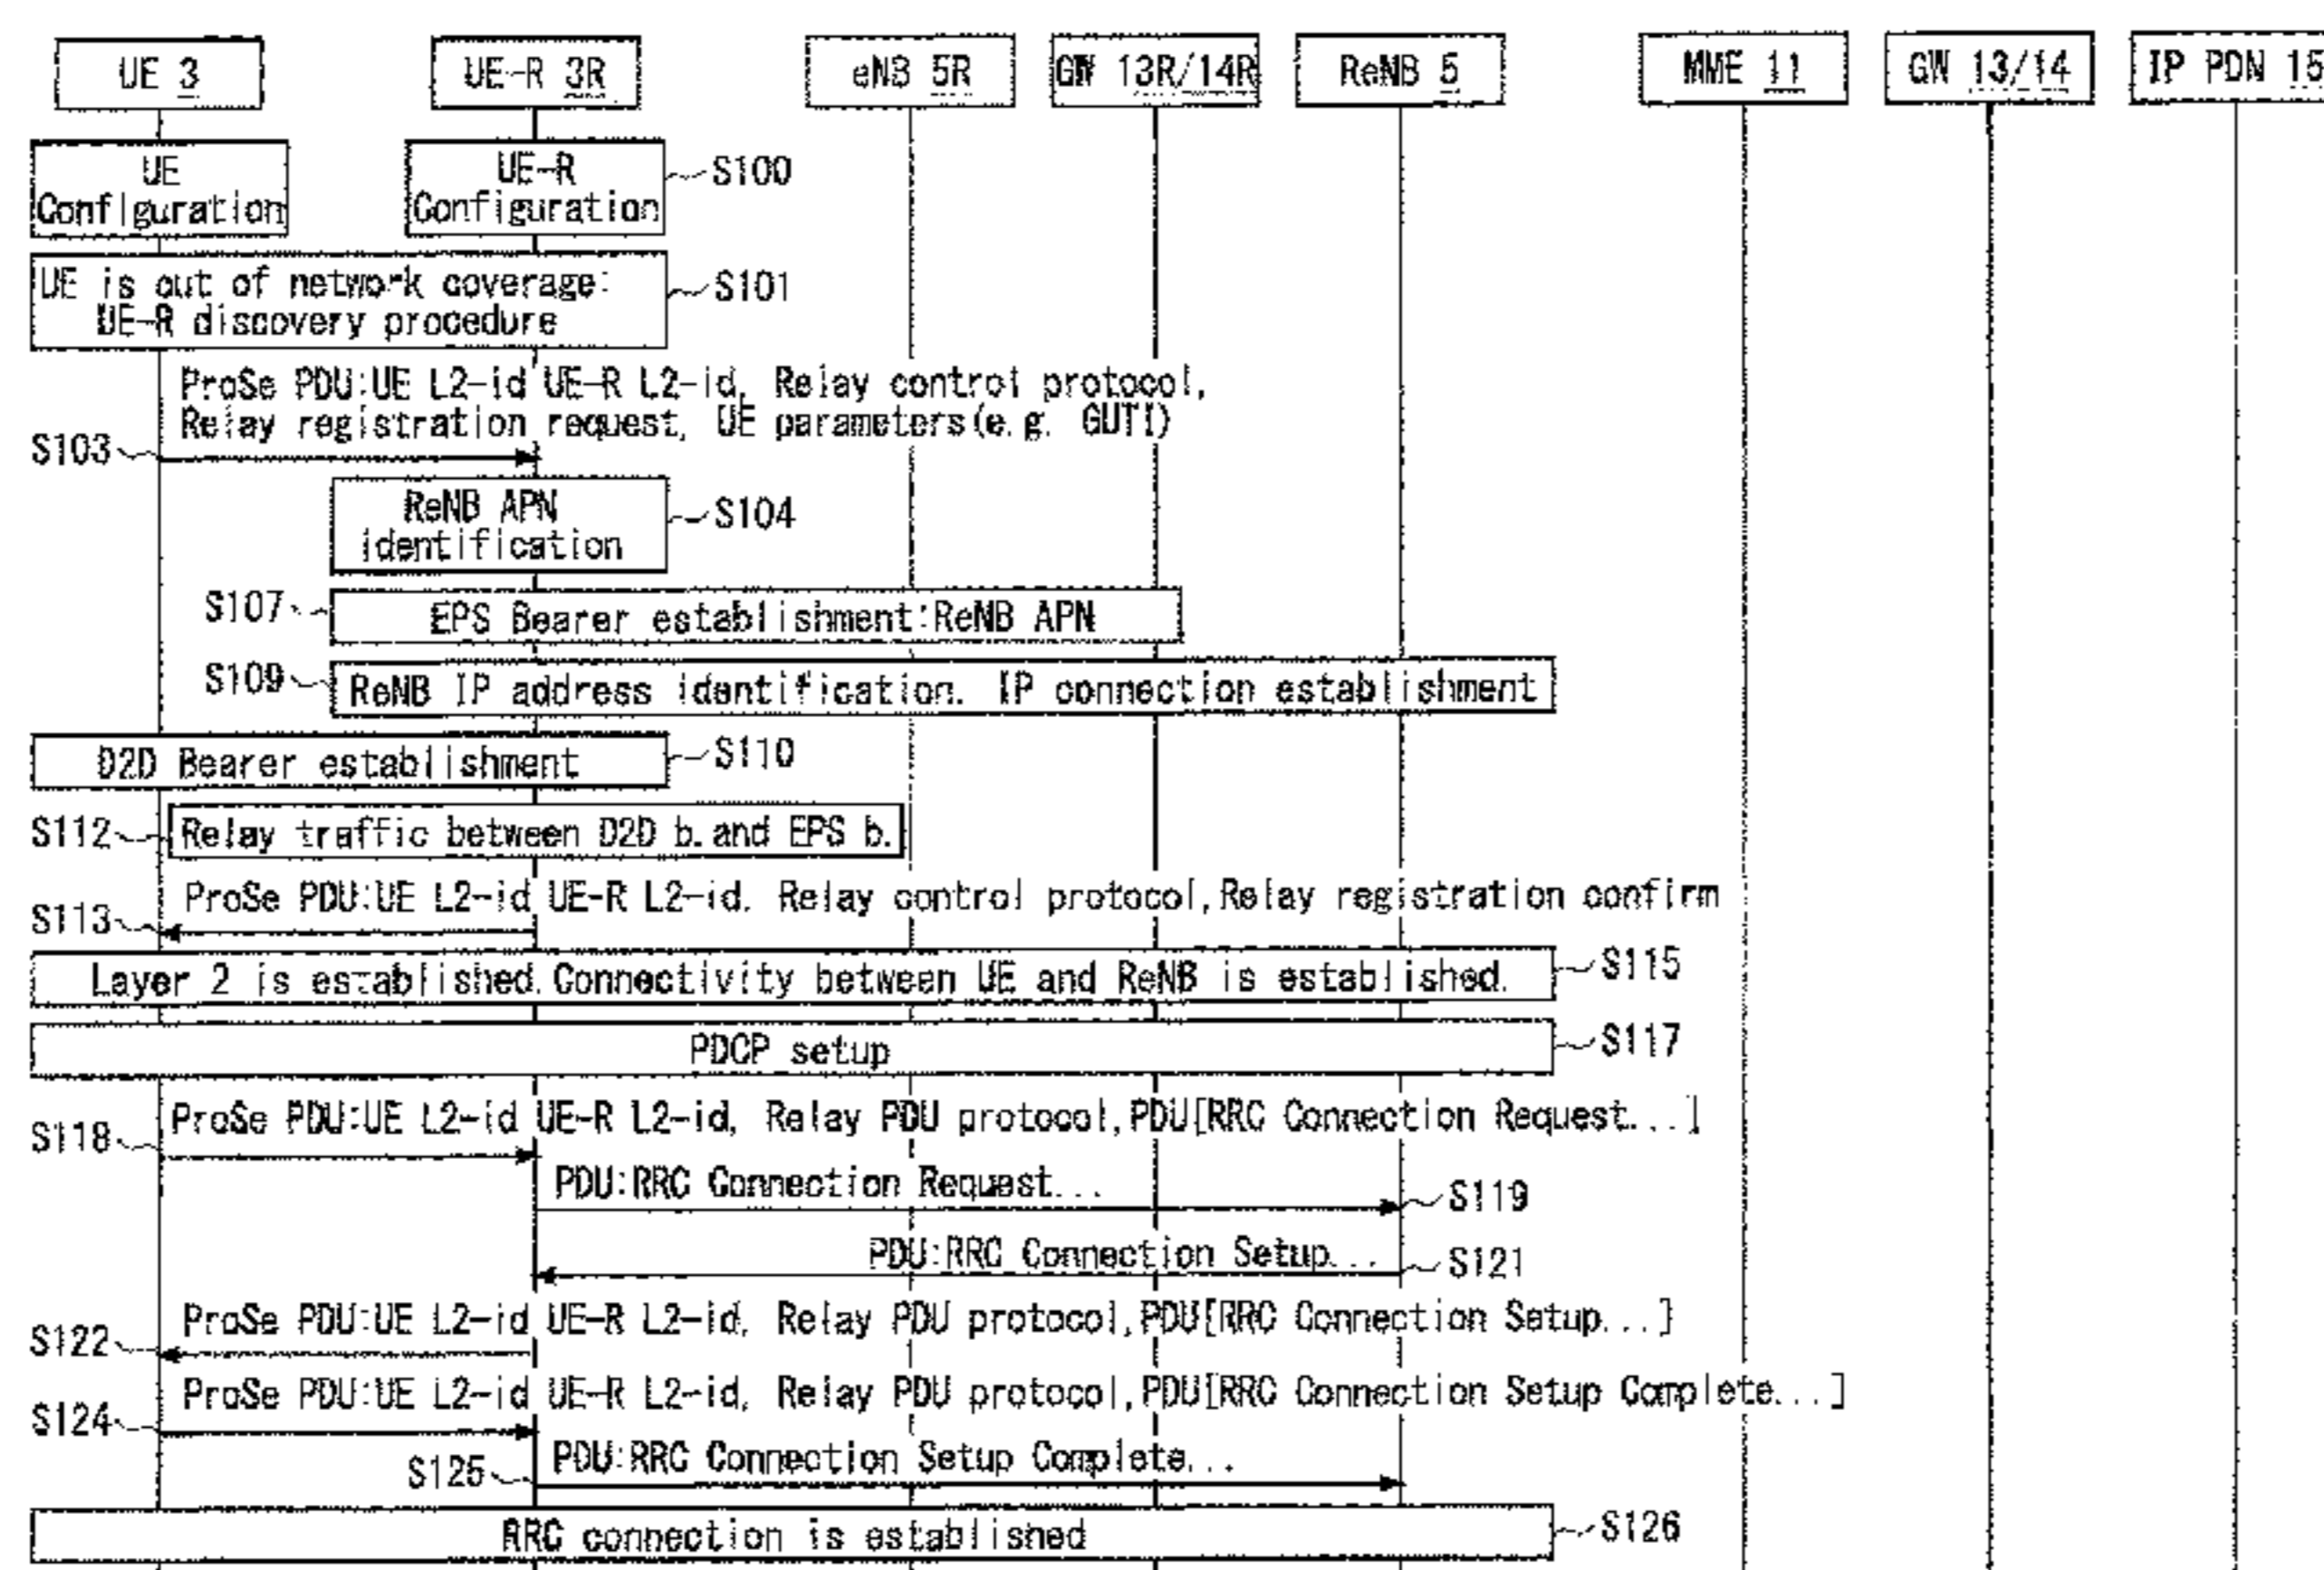 UE 3
UE-R 3R
eNB 5R
GW 13R/14R
ReNB 5
MME 11
GW 13/14
IP PDN 15
UE
Configuration
UE-R
Configuration
S100
UE is out of network coverage:
UE-R discovery procedure
S101
ProSe PDU:UE L2-id UE-R L2-id, Relay control protocol,
Relay registration request, UE parameters(e.g. GUTI)
S103
ReNB APN
identification
S104
S107
EPS Bearer establishment:ReNB APN
S109
ReNB IP address identification. IP connection establishment
D2D Bearer establishment
S110
S112
Relay traffic between D2D b.and EPS b.
ProSe PDU:UE L2-id UE-R L2-id. Relay control protocol,Relay registration confirm
S113
Layer 2 is established.Connectivity between UE and ReNB is established.
S115
PDCP setup
S117
ProSe PDU:UE L2-id UE-R L2-id, Relay PDU protocol,PDU[RRC Connection Request...]
S118
PDU:RRC Connection Request...
S119
PDU:RRC Connection Setup...
S121
ProSe PDU:UE L2-id UE-R L2-id, Relay PDU protocol,PDU[RRC Connection Setup...]
S122
ProSe PDU:UE L2-id UE-R L2-id, Relay PDU protocol,PDU[RRC Connection Setup Complete...]
S124
PDU:RRC Connection Setup Complete...
S125
RRC connection is established
S126